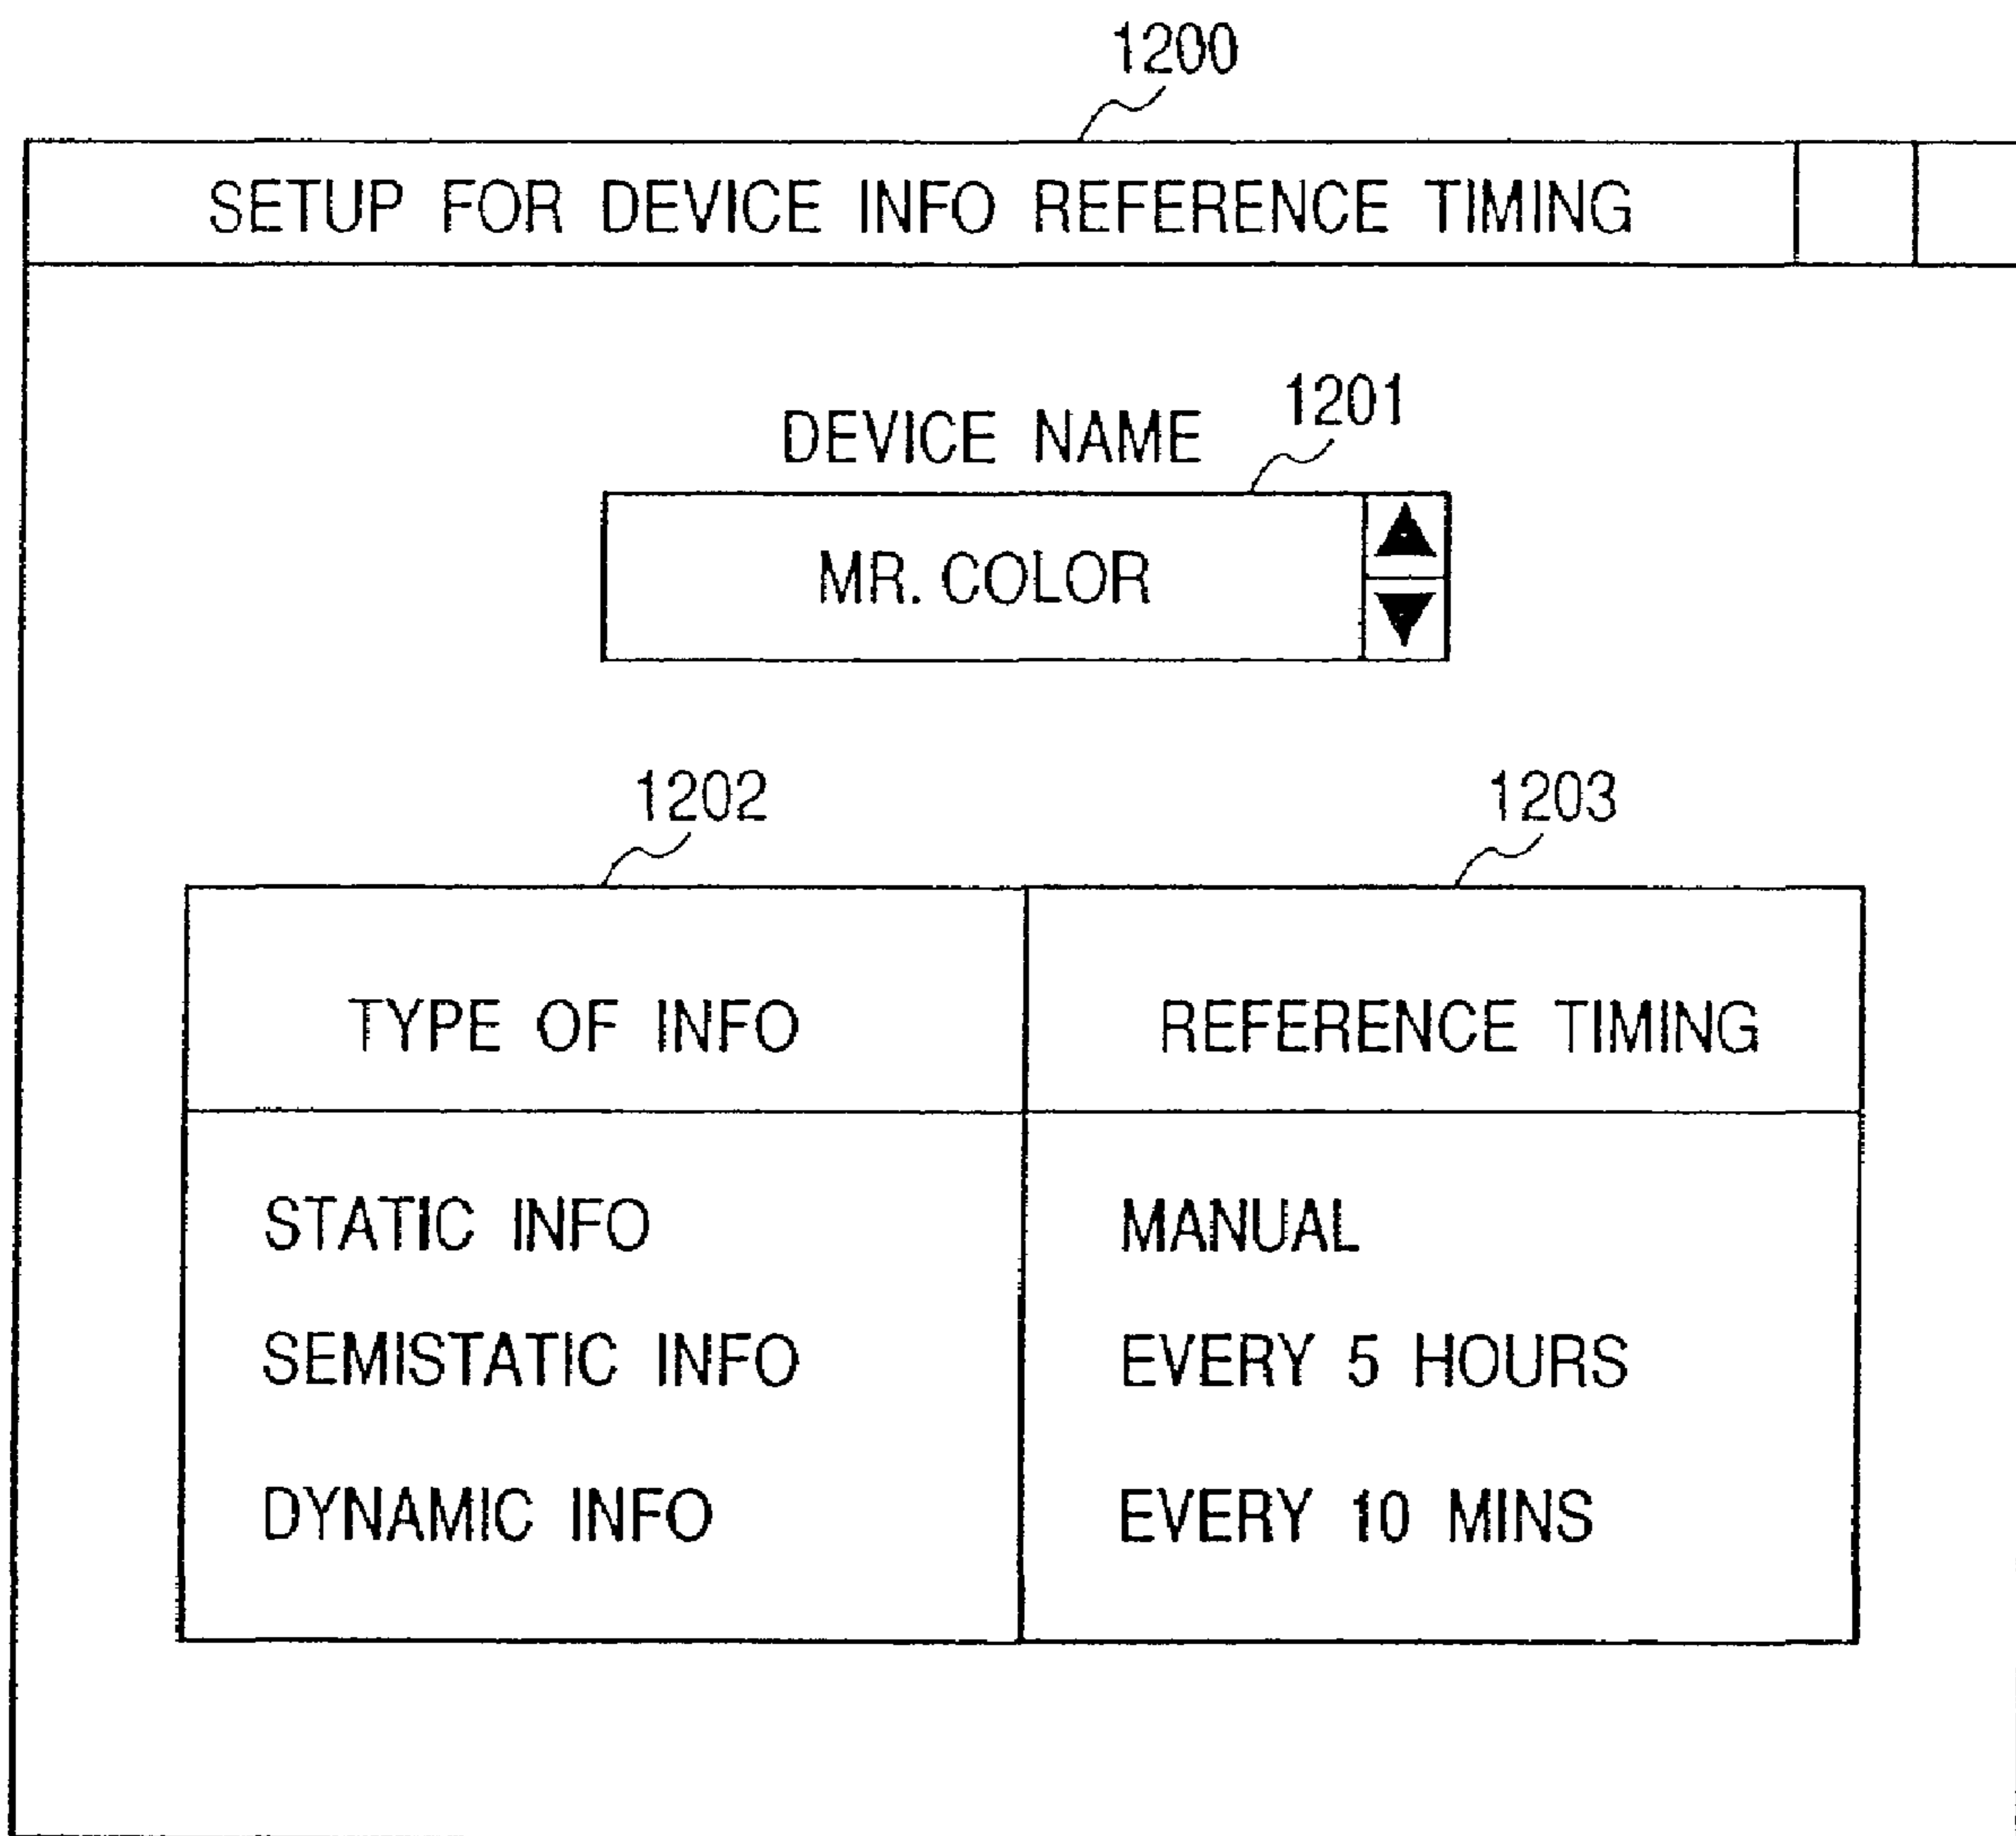 1200
SETUP FOR DEVICE INFO REFERENCE TIMING
DEVICE NAME
1201
MR. COLOR
1202
1203
TYPE OF INFO
REFERENCE TIMING
STATIC INFO
MANUAL
SEMISTATIC INFO
EVERY 5 HOURS
DYNAMIC INFO
EVERY 10 MINS